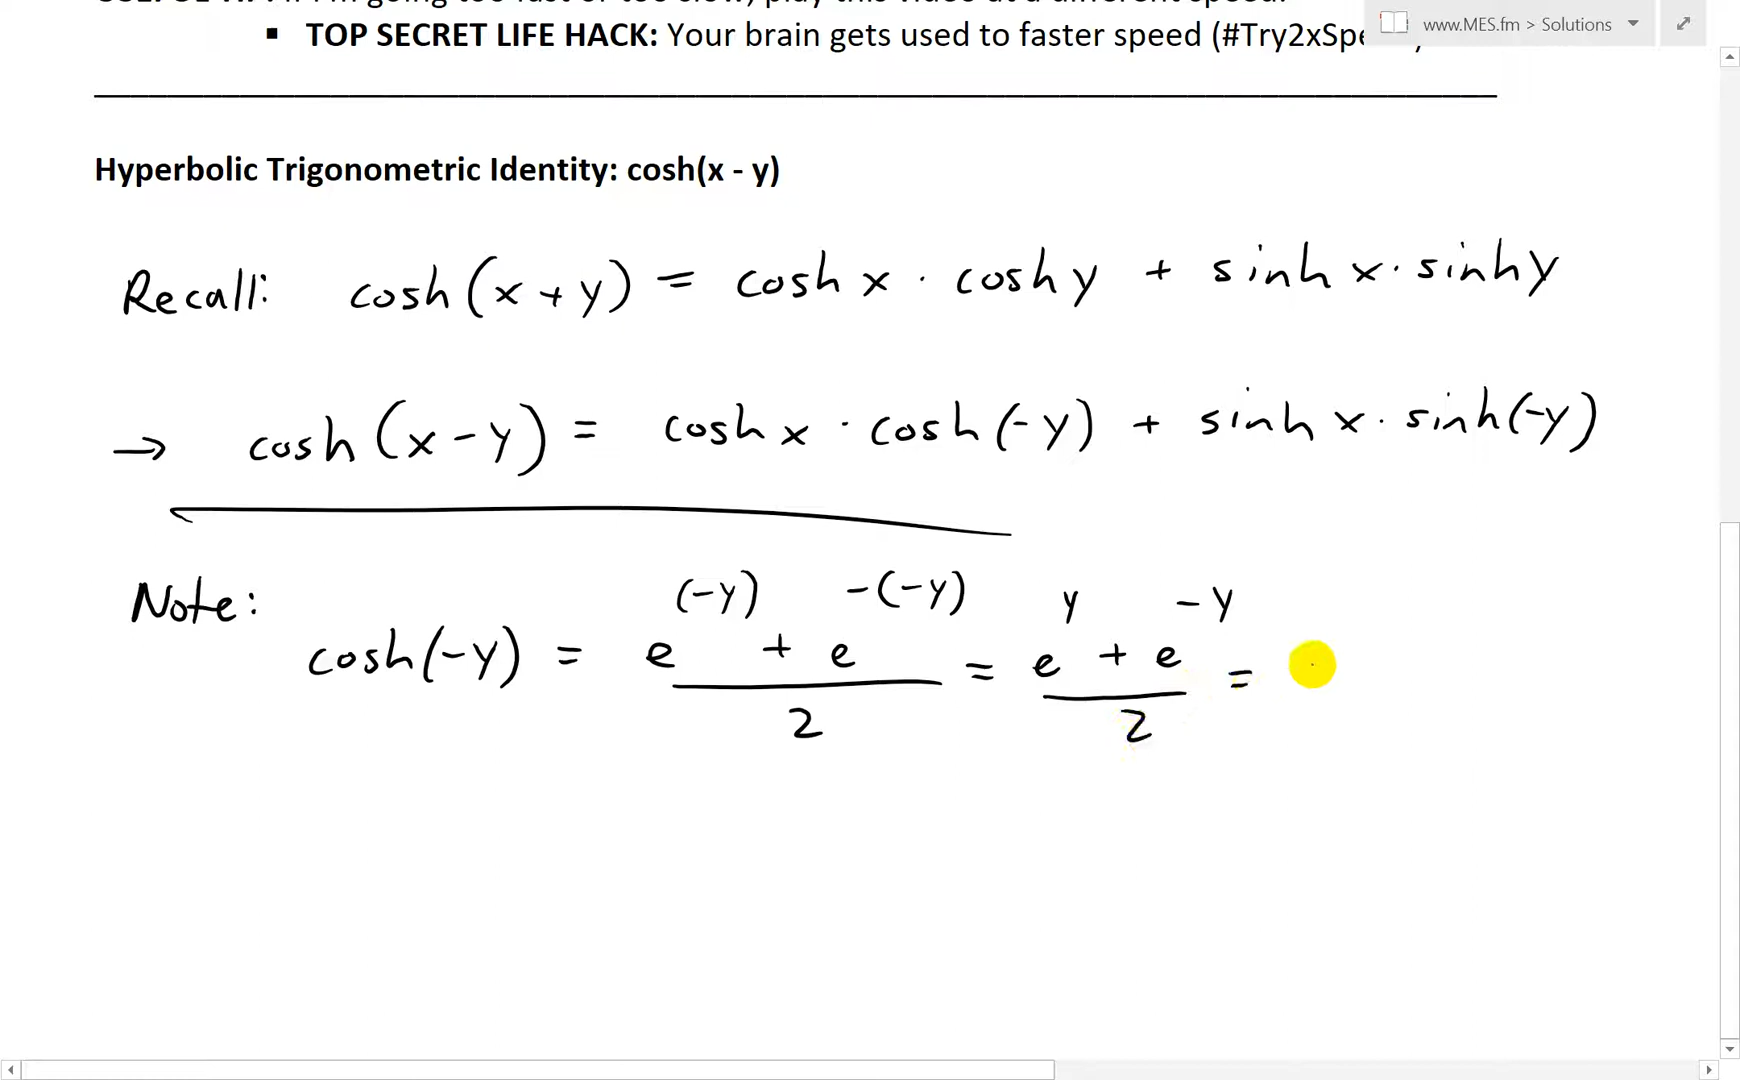 ▪ TOP SECRET LIFE HACK: Your brain gets used to faster speed (#Try2xSpe
www.MES.fm > Solutions
Hyperbolic Trigonometric Identity: cosh(x - y)
Recall: cosh(x + y) = cosh x · cosh y + sinh x · sinh y
→ cosh(x - y) = cosh x · cosh(-y) + sinh x · sinh(-y)
Note:
cosh(-y) = e^(-y) + e^-(-y) / 2 = e^y + e^-y / 2 =